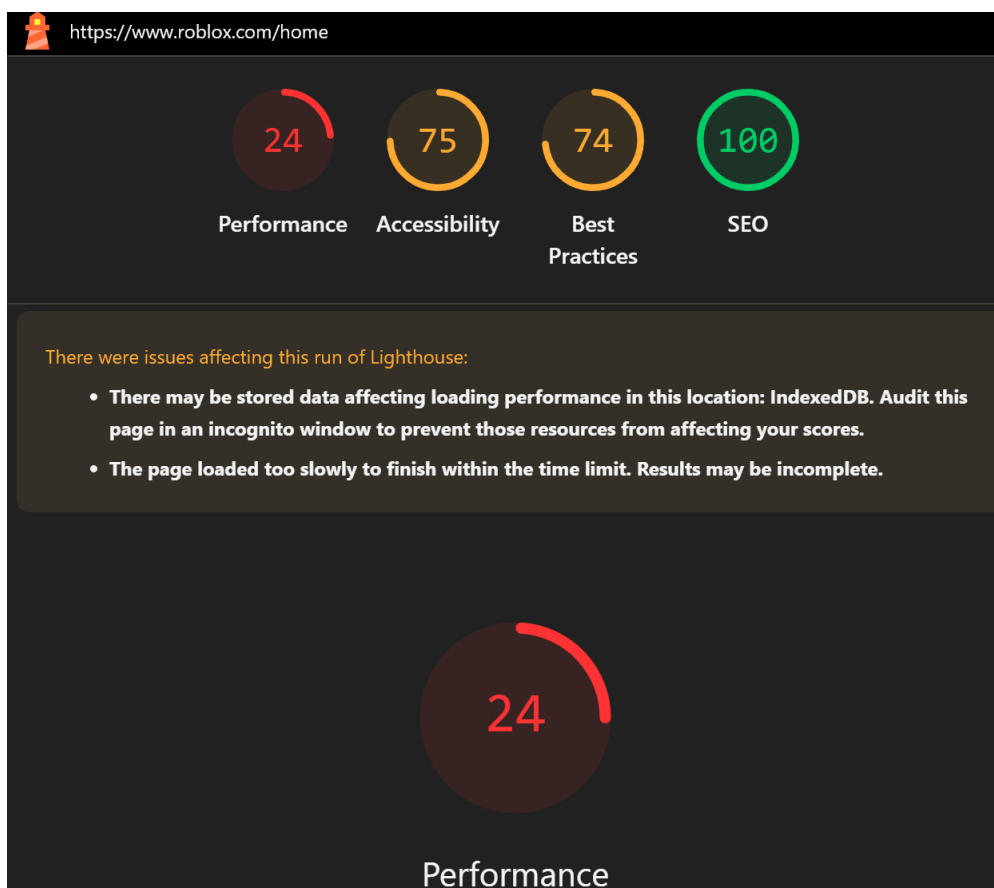 https://www.roblox.com/home
24
75
74
100
Performance
Accessibility
Best
Practices
SEO
There were issues affecting this run of Lighthouse:
• There may be stored data affecting loading performance in this location: IndexedDB. Audit this
page in an incognito window to prevent those resources from affecting your scores.
• The page loaded too slowly to finish within the time limit. Results may be incomplete.
24
Performance